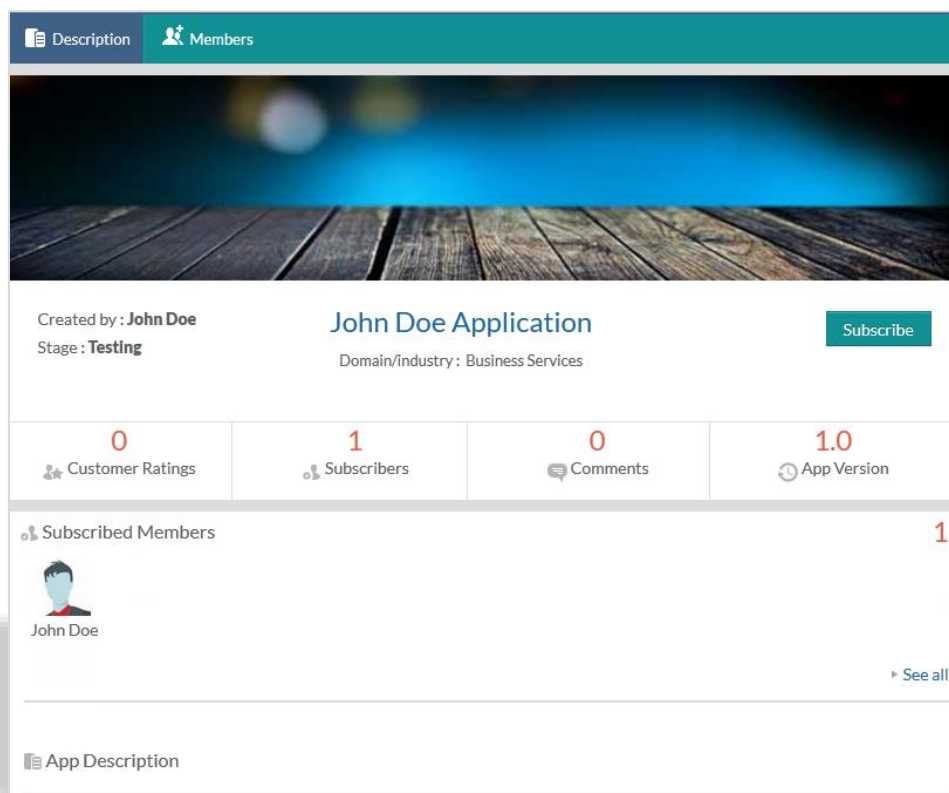 Description Members
Created by : John Doe
Stage : Testing
John Doe Application
Domain/industry : Business Services
Subscribe
0 1 0 1.0
Customer Ratings Subscribers Comments App Version
Subscribed Members 1
John Doe
See all
App Description